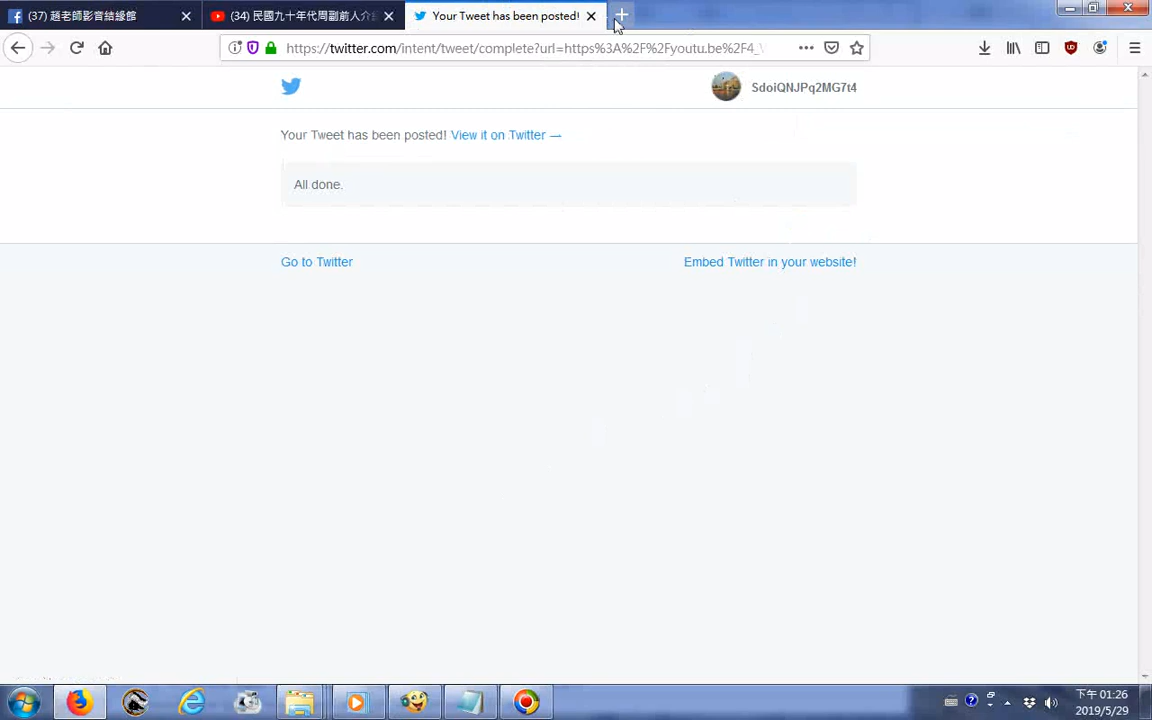 (37) 趙老師影音結緣館
(34) 民國九十年代周副前人介
Your Tweet has been posted!
https://twitter.com/intent/tweet/complete?url=https%3A%2F%2Fyoutu.be%2F4_
SdoiQNJPq2MG7t4
Your Tweet has been posted! View it on Twitter →
All done.
Go to Twitter
Embed Twitter in your website!
下午 01:26
2019/5/29